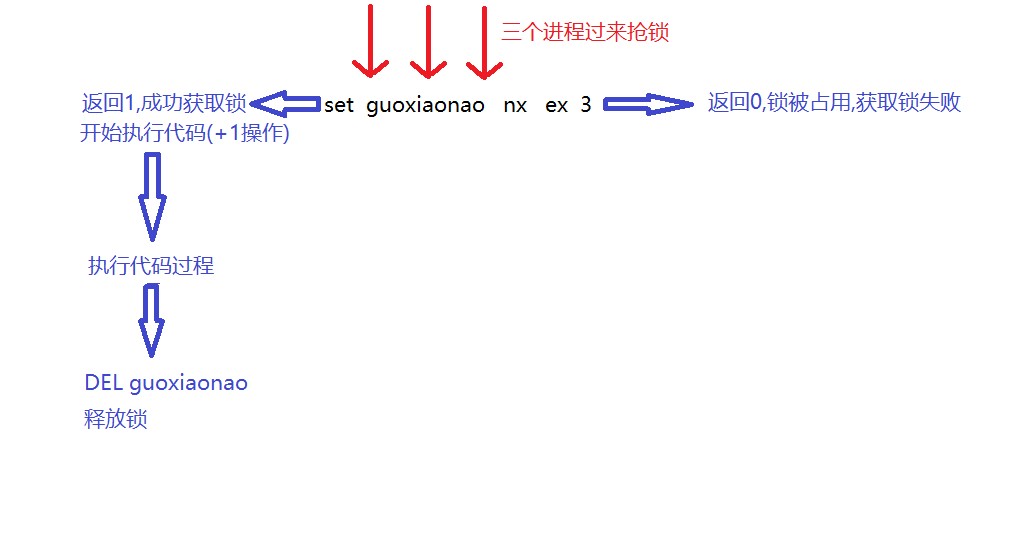 三个进程过来抢锁
返回1,成功获取锁
开始执行代码(+1操作)
set guoxiaonao nx ex 3
返回0,锁被占用,获取锁失败
执行代码过程
DEL guoxiaonao
释放锁